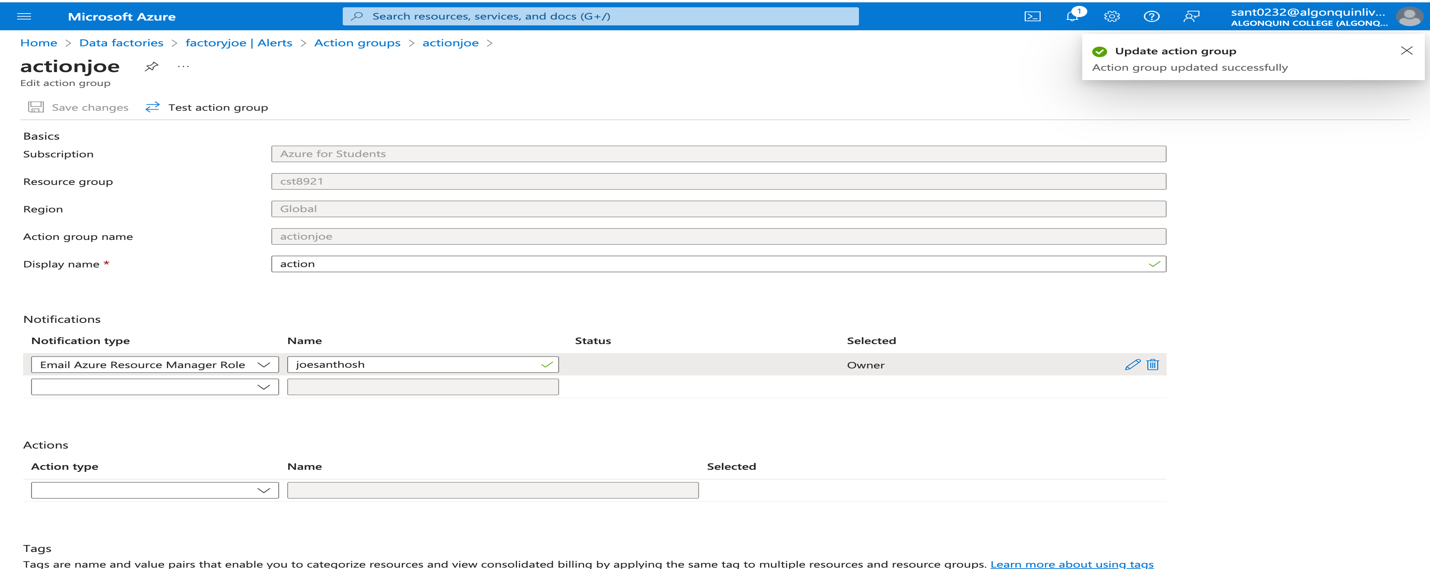 Microsoft Azure
Search resources, services, and docs (G+/)
1
sant0232@algonquinliv...
ALGONQUIN COLLEGE (ALGONQ...
Home > Data factories > factoryjoe | Alerts > Action groups > actionjoe >
Update action group
Action group updated successfully
actionjoe ...
Edit action group
Save changes Test action group
Basics
Subscription Azure for Students
Resource group cst8921
Region Global
Action group name actionjoe
Display name * action
Notifications
Notification type Name Status Selected
Email Azure Resource Manager Role joesanthosh Owner
Actions
Action type Name Selected
Tags
Tags are name and value pairs that enable you to categorize resources and view consolidated billing by applying the same tag to multiple resources and resource groups. Learn more about using tags